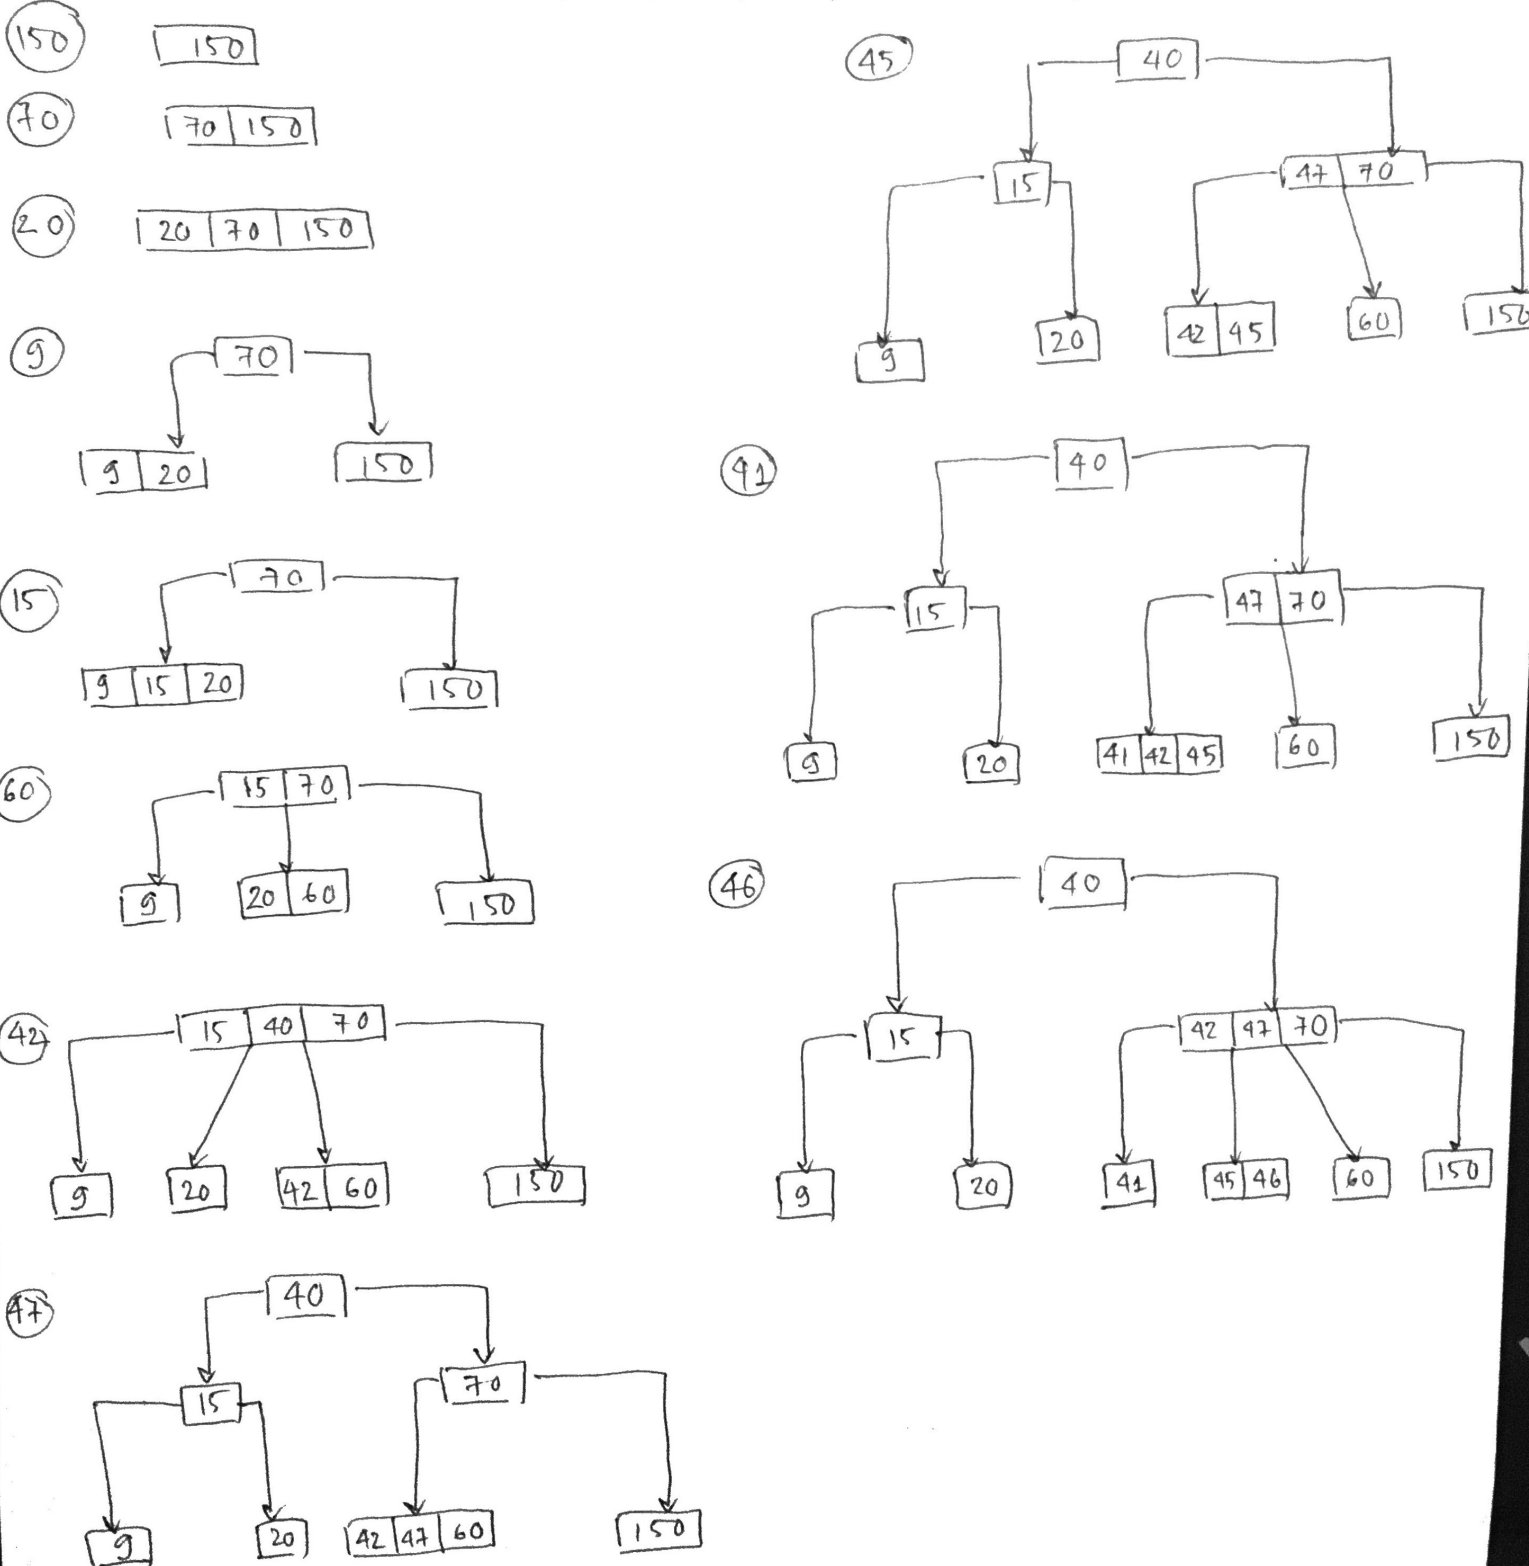 150 150
70 70 150
20 20 70 150
9 70
9 20 150
15 70
9 15 20 150
60 15 70
9 20 60 150
42 15 40 70
9 20 42 60 150
47 40
15 70
9 20 42 47 60 150
45 40
15 47 70
9 20 42 45 60 150
41 40
15 47 70
9 20 41 42 45 60 150
46 40
15 42 47 70
9 20 41 45 46 60 150